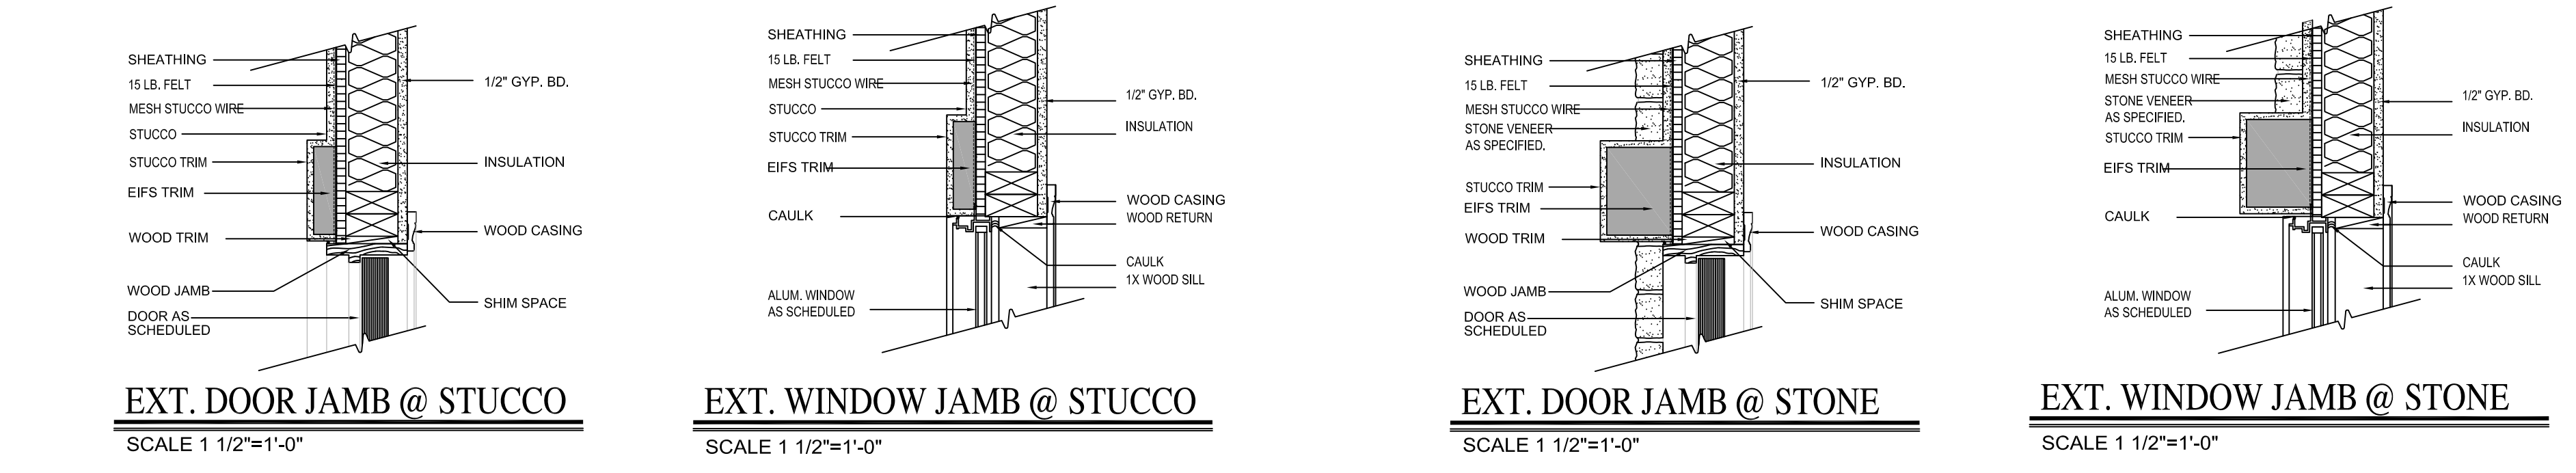 SHEATHING
15 LB. FELT
MESH STUCCO WIRE
STUCCO
STUCCO TRIM
EIFS TRIM
WOOD TRIM
WOOD JAMB
DOOR AS
SCHEDULED
1/2" GYP. BD.
INSULATION
WOOD CASING
SHIM SPACE
EXT. DOOR JAMB @ STUCCO
SCALE 1 1/2"=1'-0"
SHEATHING
15 LB. FELT
MESH STUCCO WIRE
STUCCO
STUCCO TRIM
EIFS TRIM
CAULK
ALUM. WINDOW
AS SCHEDULED
1/2" GYP. BD.
INSULATION
WOOD CASING
WOOD RETURN
CAULK
1X WOOD SILL
EXT. WINDOW JAMB @ STUCCO
SCALE 1 1/2"=1'-0"
SHEATHING
15 LB. FELT
MESH STUCCO WIRE
STONE VENEER
AS SPECIFIED.
STUCCO TRIM
EIFS TRIM
WOOD TRIM
WOOD JAMB
DOOR AS
SCHEDULED
1/2" GYP. BD.
INSULATION
WOOD CASING
SHIM SPACE
EXT. DOOR JAMB @ STONE
SCALE 1 1/2"=1'-0"
SHEATHING
15 LB. FELT
MESH STUCCO WIRE
STONE VENEER
AS SPECIFIED.
STUCCO TRIM
EIFS TRIM
CAULK
ALUM. WINDOW
AS SCHEDULED
1/2" GYP. BD.
INSULATION
WOOD CASING
WOOD RETURN
CAULK
1X WOOD SILL
EXT. WINDOW JAMB @ STONE
SCALE 1 1/2"=1'-0"